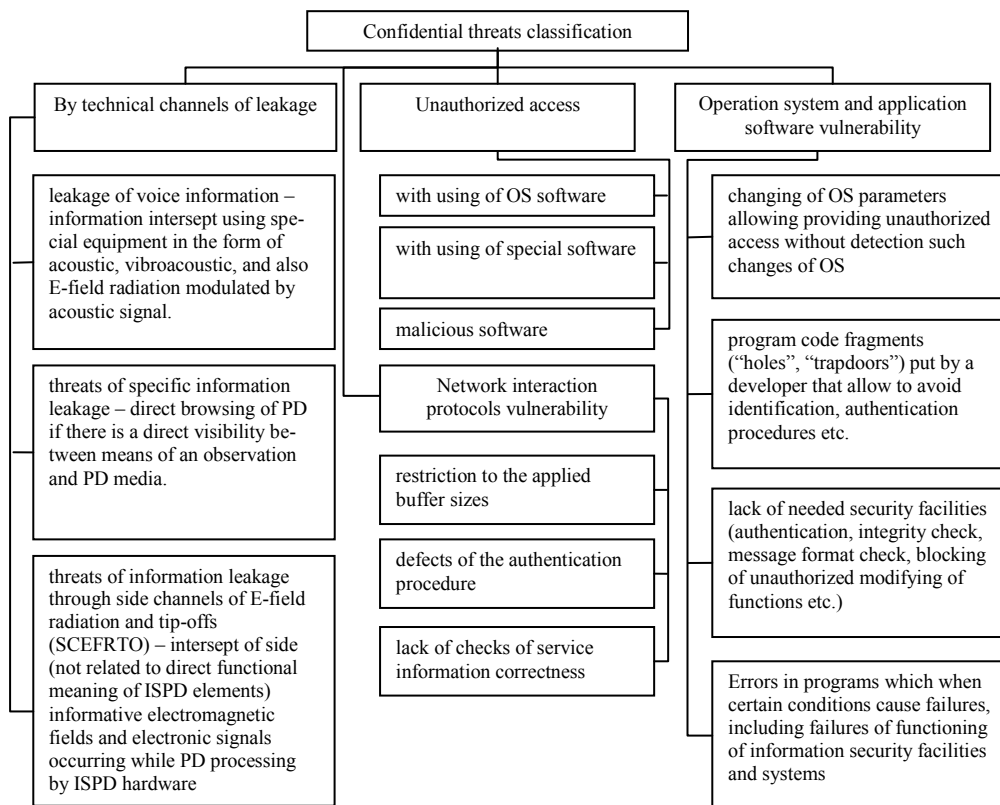 Confidential threats classification
By technical channels of leakage
leakage of voice information –
information intersept using spe-
cial equipment in the form of
acoustic, vibroacoustic, and also
E-field radiation modulated by
acoustic signal.
threats of specific information
leakage – direct browsing of PD
if there is a direct visibility be-
tween means of an observation
and PD media.
threats of information leakage
through side channels of E-field
radiation and tip-offs
(SCEFRTO) – intersept of side
(not related to direct functional
meaning of ISPD elements)
informative electromagnetic
fields and electronic signals
occurring while PD processing
by ISPD hardware
Unauthorized access
with using of OS software
with using of special software
malicious software
Network interaction
protocols vulnerability
restriction to the applied
buffer sizes
defects of the authentication
procedure
lack of checks of service
information correctness
Operation system and application
software vulnerability
changing of OS parameters
allowing providing unauthorized
access without detection such
changes of OS
program code fragments
(“holes”, “trapdoors”) put by a
developer that allow to avoid
identification, authentication
procedures etc.
lack of needed security facilities
(authentication, integrity check,
message format check, blocking
of unauthorized modifying of
functions etc.)
Errors in programs which when
certain conditions cause failures,
including failures of functioning
of information security facilities
and systems